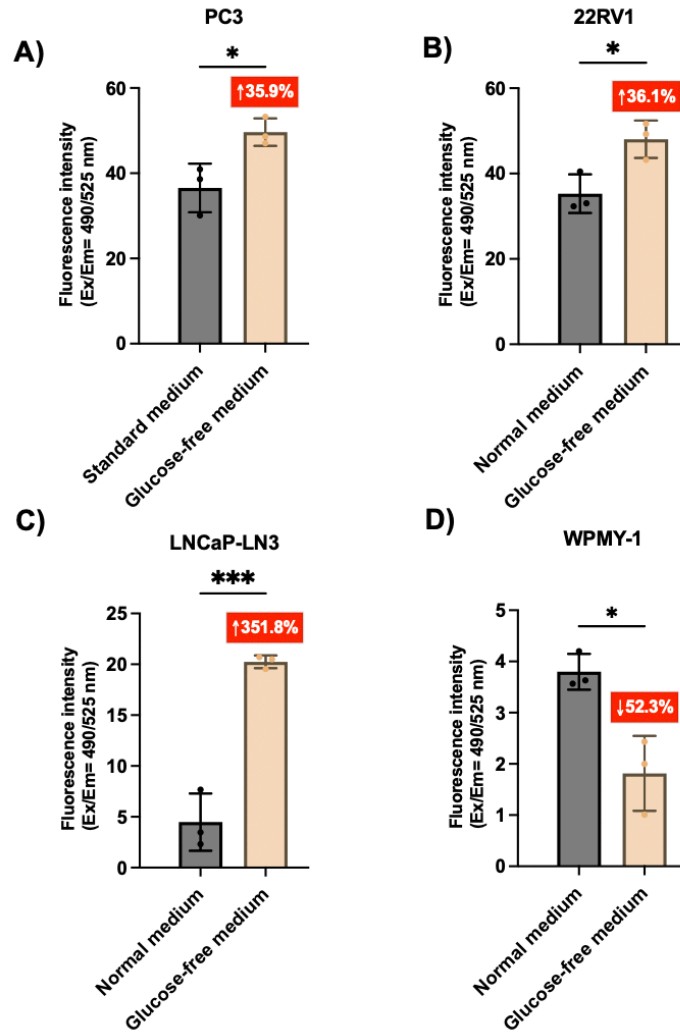 PC3
A)
*
↑35.9%
60
40
20
0
Fluorescence intensity
(Ex/Em= 490/525 nm)
Standard medium
Glucose-free medium
22RV1
B)
*
↑36.1%
60
40
20
0
Fluorescence intensity
(Ex/Em= 490/525 nm)
Normal medium
Glucose-free medium
C)
LNCaP-LN3
***
↑351.8%
25
20
15
10
5
0
Fluorescence intensity
(Ex/Em= 490/525 nm)
Normal medium
Glucose-free medium
D)
WPMY-1
*
↓52.3%
5
4
3
2
1
0
Fluorescence intensity
(Ex/Em= 490/525 nm)
Normal medium
Glucose-free medium